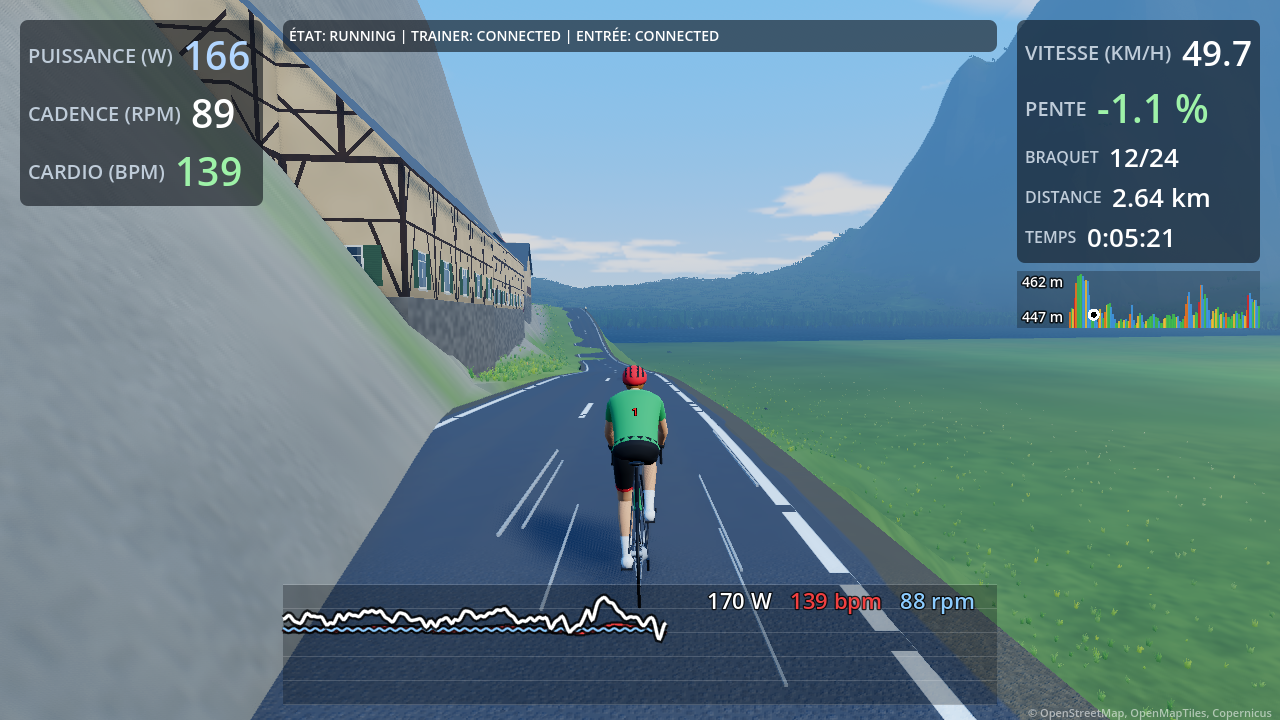 PUISSANCE (W) 166
CADENCE (RPM) 89
CARDIO (BPM) 139
ÉTAT: RUNNING | TRAINER: CONNECTED | ENTRÉE: CONNECTED
VITESSE (KM/H) 49.7
PENTE -1.1 %
BRAQUET 12/24
DISTANCE 2.64 km
TEMPS 0:05:21
462 m
447 m
1
170 W 139 bpm 88 rpm
© OpenStreetMap, OpenMapTiles, Copernicus